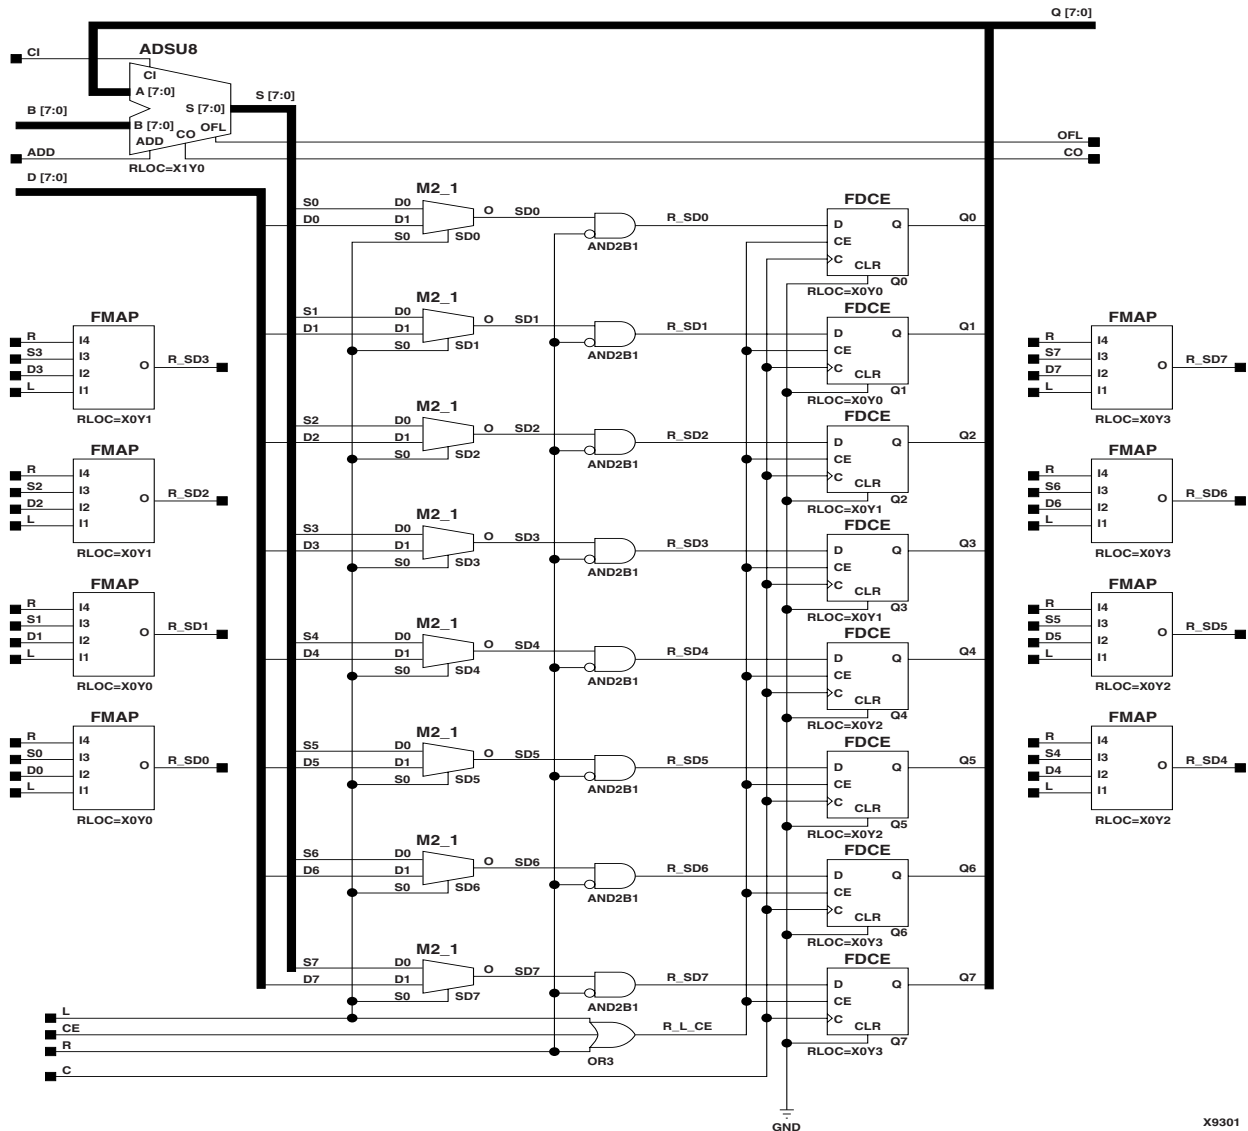 Q [7:0]
CI
ADSU8
CI
A [7:0]
S [7:0]
S [7:0]
B [7:0]
B [7:0]
OFL
CO
ADD
OFL
ADD
CO
RLOC=X1Y0
D [7:0]
M2_1
S0 D0 O SD0 R_SD0
D0 D1
S0 SD0
AND2B1
FDCE
D Q Q0
CE
C
CLR
Q0
RLOC=X0Y0
M2_1
S1 D0 O SD1 R_SD1
D1 D1
S0 SD1
AND2B1
FDCE
D Q Q1
CE
C
CLR
Q1
RLOC=X0Y0
M2_1
S2 D0 O SD2 R_SD2
D2 D1
S0 SD2
AND2B1
FDCE
D Q Q2
CE
C
CLR
Q2
RLOC=X0Y1
M2_1
S3 D0 O SD3 R_SD3
D3 D1
S0 SD3
AND2B1
FDCE
D Q Q3
CE
C
CLR
Q3
RLOC=X0Y1
M2_1
S4 D0 O SD4 R_SD4
D4 D1
S0 SD4
AND2B1
FDCE
D Q Q4
CE
C
CLR
Q4
RLOC=X0Y2
M2_1
S5 D0 O SD5 R_SD5
D5 D1
S0 SD5
AND2B1
FDCE
D Q Q5
CE
C
CLR
Q5
RLOC=X0Y2
M2_1
S6 D0 O SD6 R_SD6
D6 D1
S0 SD6
AND2B1
FDCE
D Q Q6
CE
C
CLR
Q6
RLOC=X0Y3
M2_1
S7 D0 O SD7 R_SD7
D7 D1
S0 SD7
AND2B1
FDCE
D Q Q7
CE
C
CLR
Q7
RLOC=X0Y3
L
CE
R
C
R_L_CE
OR3
GND
FMAP
R I4
S3 I3
D3 I2
L I1
O R_SD3
RLOC=X0Y1
FMAP
R I4
S2 I3
D2 I2
L I1
O R_SD2
RLOC=X0Y1
FMAP
R I4
S1 I3
D1 I2
L I1
O R_SD1
RLOC=X0Y0
FMAP
R I4
S0 I3
D0 I2
L I1
O R_SD0
RLOC=X0Y0
FMAP
R I4
S7 I3
D7 I2
L I1
O R_SD7
RLOC=X0Y3
FMAP
R I4
S6 I3
D6 I2
L I1
O R_SD6
RLOC=X0Y3
FMAP
R I4
S5 I3
D5 I2
L I1
O R_SD5
RLOC=X0Y2
FMAP
R I4
S4 I3
D4 I2
L I1
O R_SD4
RLOC=X0Y2
X9301